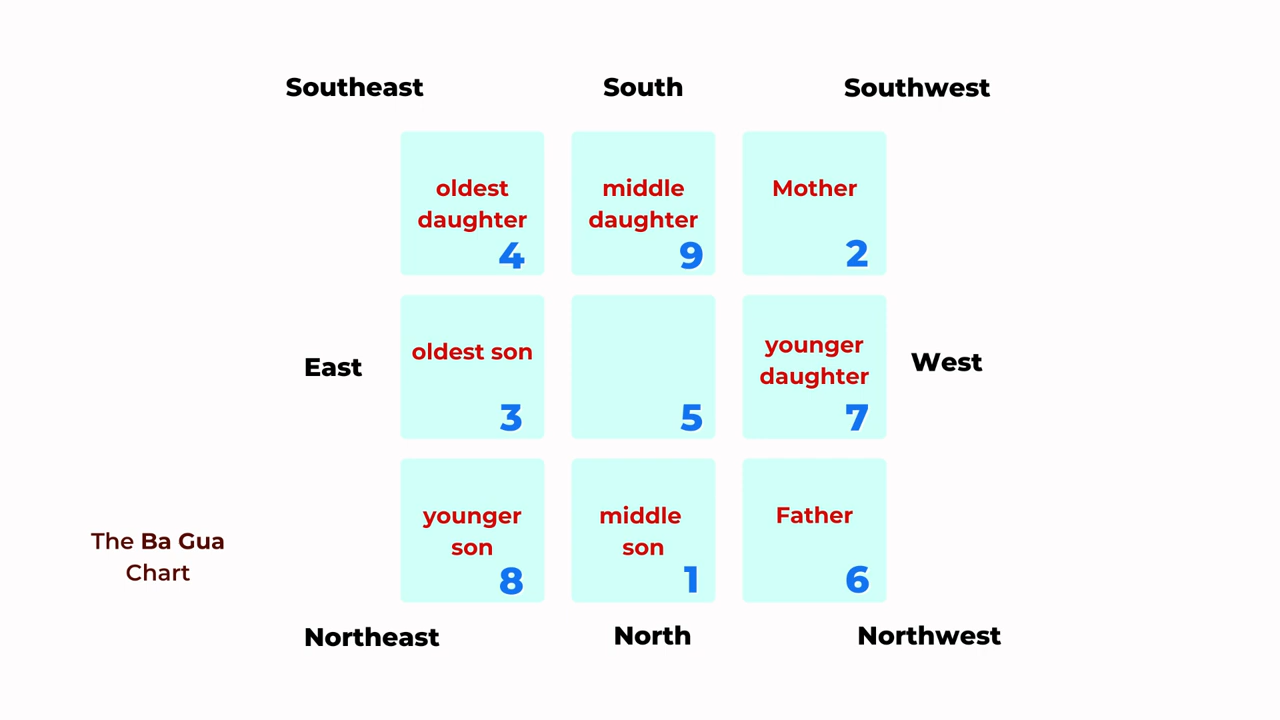 Southeast South Southwest
oldest daughter
4
middle daughter
9
Mother
2
East
oldest son
3
5
younger daughter
7
West
younger son
8
middle son
1
Father
6
The Ba Gua
Chart
Northeast North Northwest